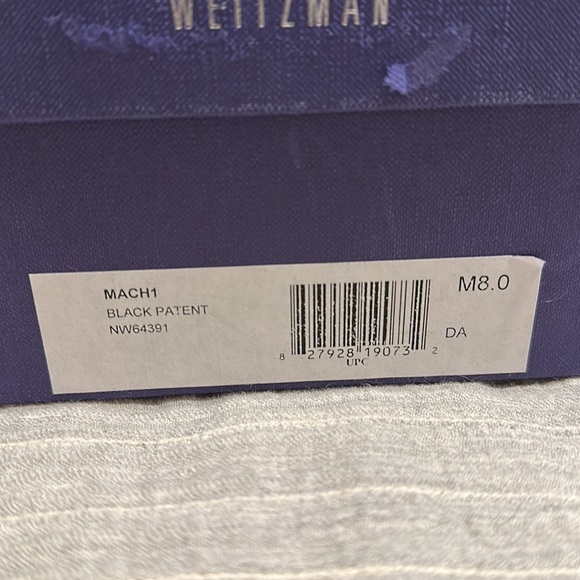 WEITZMAN
MACH1
BLACK PATENT
NW64391
M8.0
DA
8 27928 19073 2
UPC